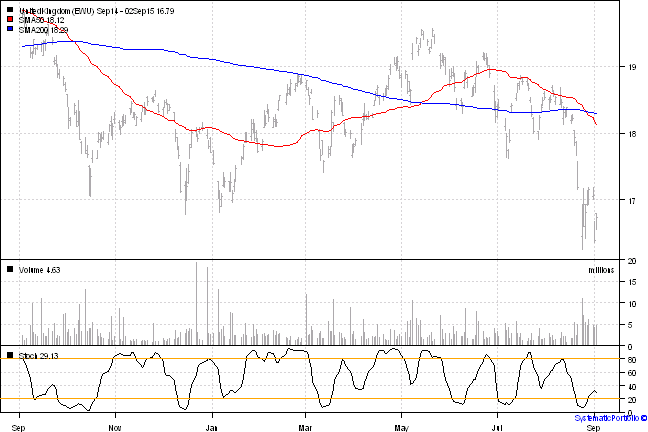 UnitedKingdom (EWU) Sep14 - 02Sep15 16.79
SMA50 18.12
SMA200 18.29
19
18
17
Volume 4.63
millions
20
15
10
5
0
Stoch 29.13
80
60
40
20
0
Sep
Nov
Jan
Mar
May
Jul
Sep
SystematicPortfolio ©